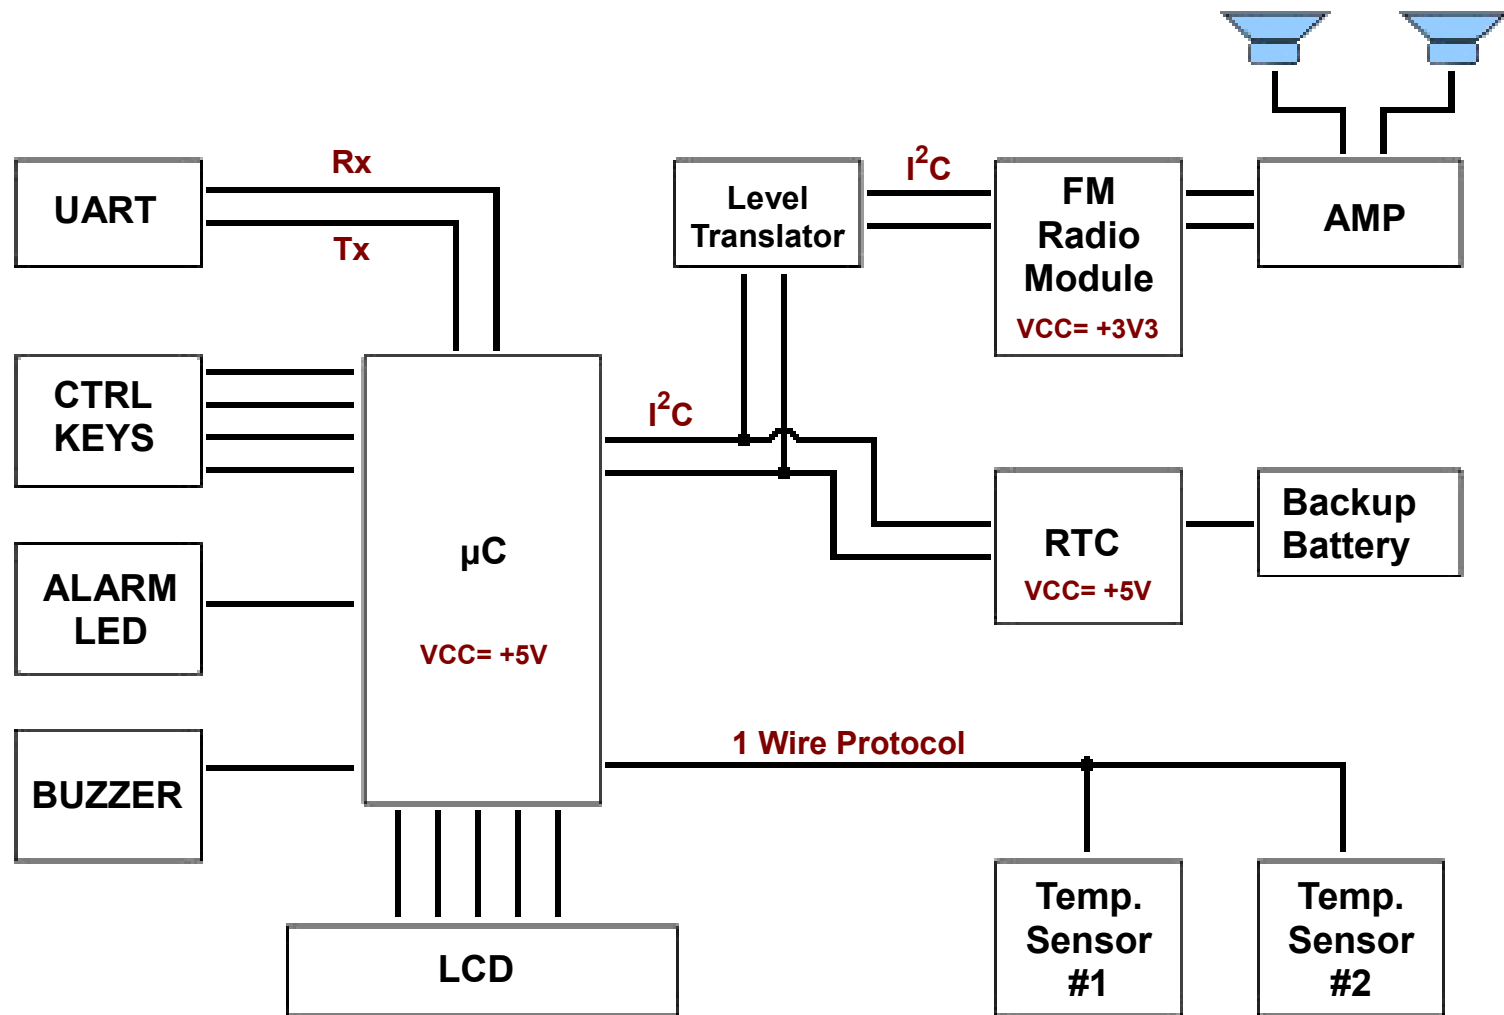 UART
Rx
Tx
Level
Translator
I²C
FM
Radio
Module
VCC= +3V3
AMP
CTRL
KEYS
I²C
µC
VCC= +5V
RTC
VCC= +5V
Backup
Battery
ALARM
LED
BUZZER
1 Wire Protocol
LCD
Temp.
Sensor
#1
Temp.
Sensor
#2